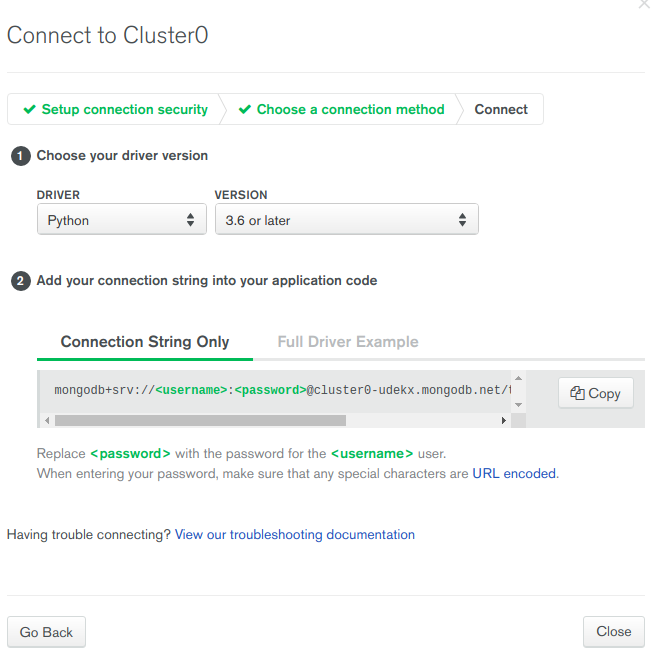 Connect to Cluster0
Setup connection security
Choose a connection method
Connect
1 Choose your driver version
DRIVER
VERSION
Python
3.6 or later
2 Add your connection string into your application code
Connection String Only
Full Driver Example
mongodb+srv://<username>:<password>@cluster0-udekx.mongodb.net/
Copy
Replace <password> with the password for the <username> user.
When entering your password, make sure that any special characters are URL encoded.
Having trouble connecting? View our troubleshooting documentation
Go Back
Close